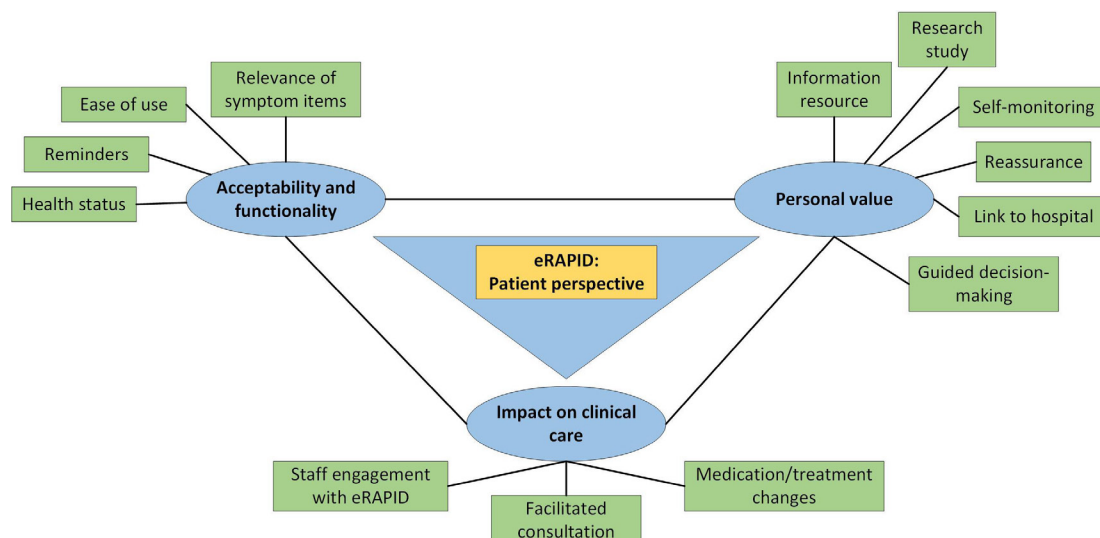 Research
study
Relevance of
symptom items
Information
resource
Ease of use
Self-monitoring
Reminders
Reassurance
Health status
Acceptability and
functionality
Personal value
Link to hospital
eRAPID:
Patient perspective
Guided decision-
making
Impact on clinical
care
Staff engagement
with eRAPID
Facilitated
consultation
Medication/treatment
changes